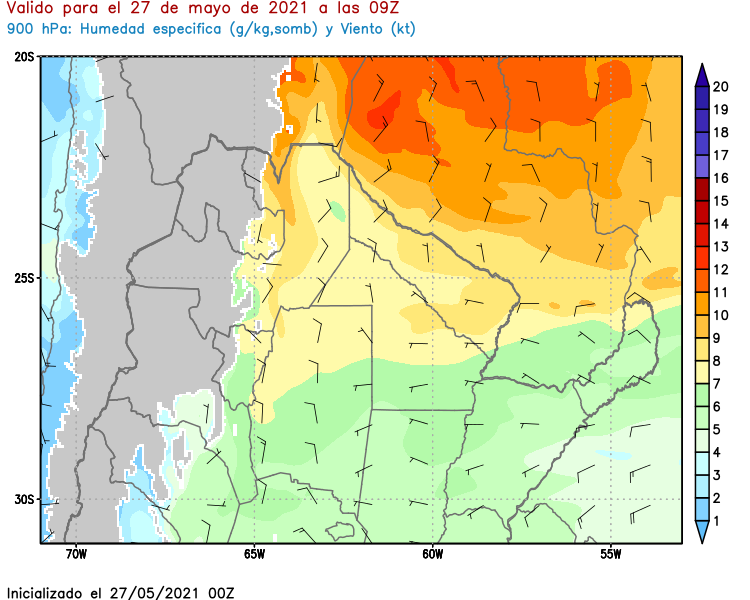 Valido para el 27 de mayo de 2021 a las 09Z
900 hPa: Humedad especifica (g/kg,somb) y Viento (kt)
20S
25S
30S
70W
65W
60W
55W
20
19
18
17
16
15
14
13
12
11
10
9
8
7
6
5
4
3
2
1
Inicializado el 27/05/2021 00Z